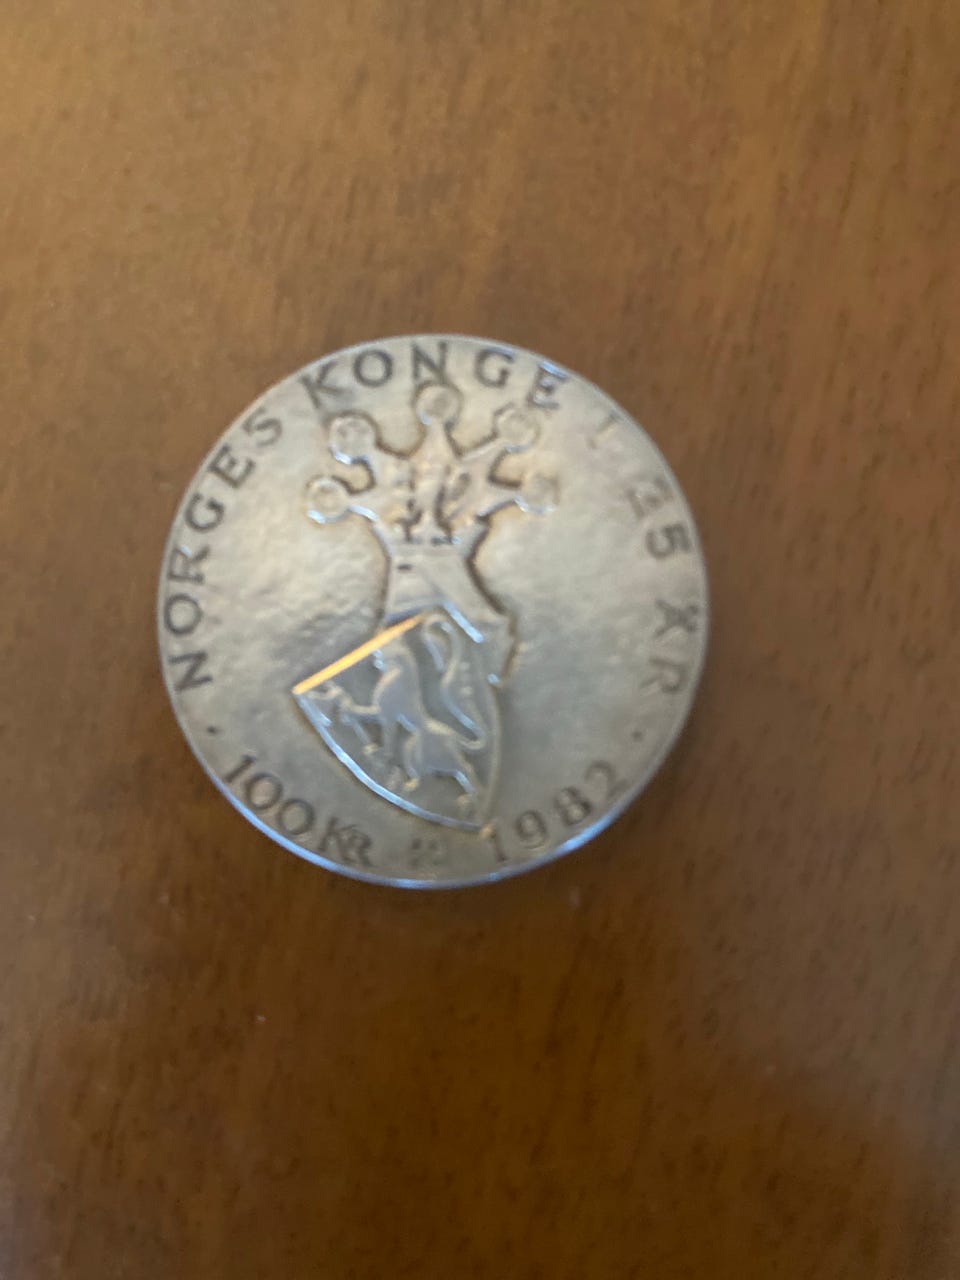 NORGES KONGE I 25 ÅR
· 100 KR ⚒ 1982 ·